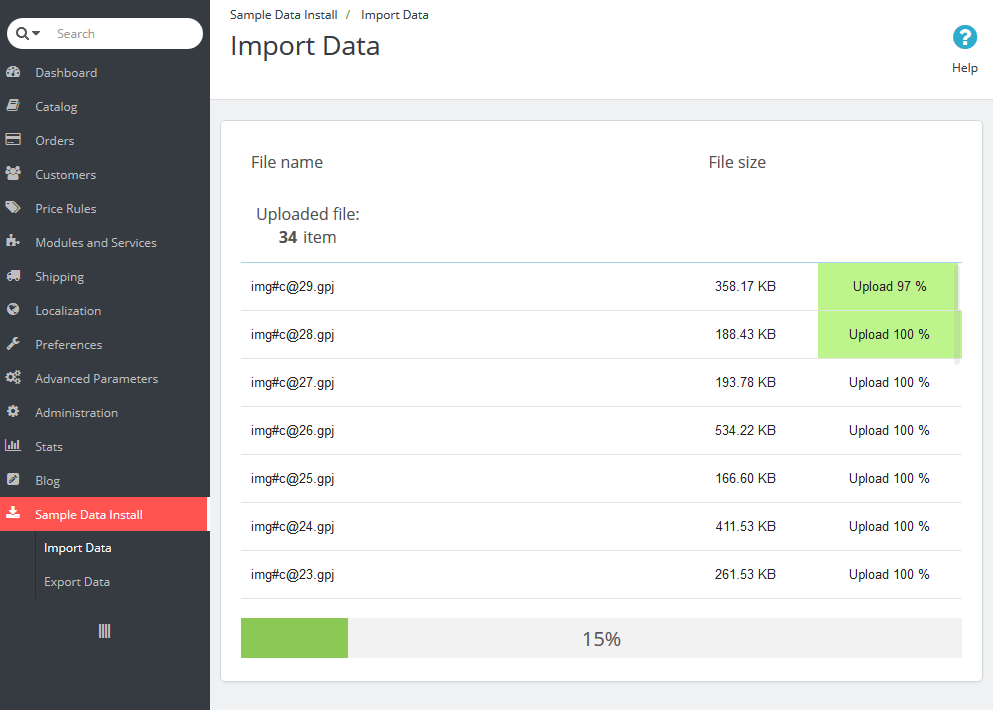 Search
Dashboard
Catalog
Orders
Customers
Price Rules
Modules and Services
Shipping
Localization
Preferences
Advanced Parameters
Administration
Stats
Blog
Sample Data Install
Import Data
Export Data
Sample Data Install / Import Data
Import Data
Help
File name File size
Uploaded file:
34 item
img#c@29.gpj 358.17 KB Upload 97 %
img#c@28.gpj 188.43 KB Upload 100 %
img#c@27.gpj 193.78 KB Upload 100 %
img#c@26.gpj 534.22 KB Upload 100 %
img#c@25.gpj 166.60 KB Upload 100 %
img#c@24.gpj 411.53 KB Upload 100 %
img#c@23.gpj 261.53 KB Upload 100 %
15%